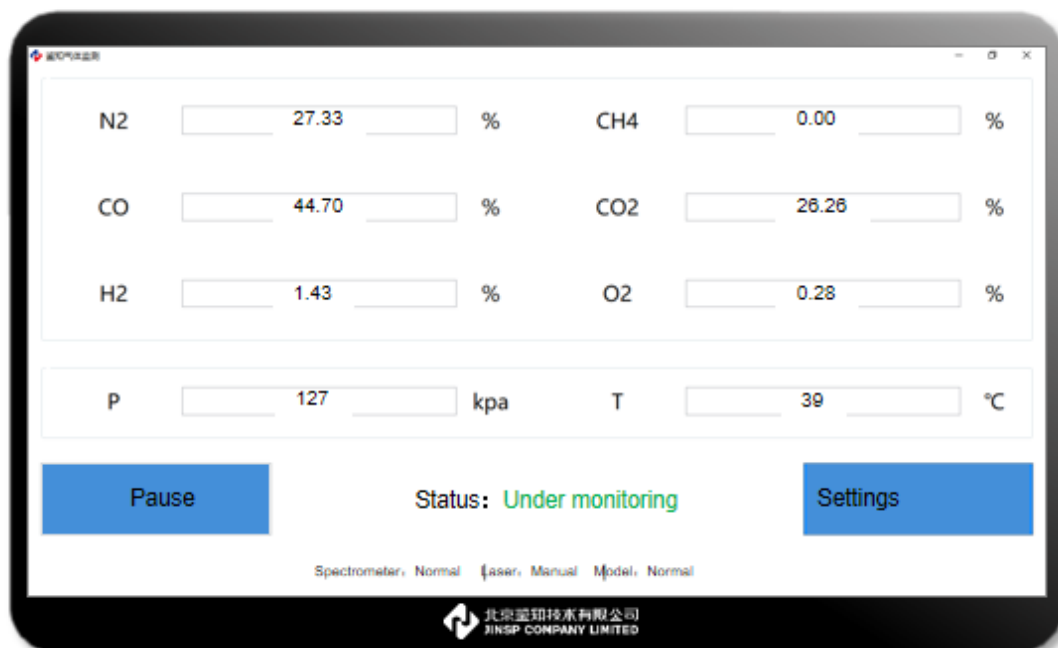 N2 27.33 % CH4 0.00 %
CO 44.70 % CO2 26.26 %
H2 1.43 % O2 0.28 %
P 127 kpa T 39 ℃
Pause Status：Under monitoring Settings
Spectrometer：Normal Laser：Manual Model：Normal
北京鉴知技术有限公司
JINSP COMPANY LIMITED